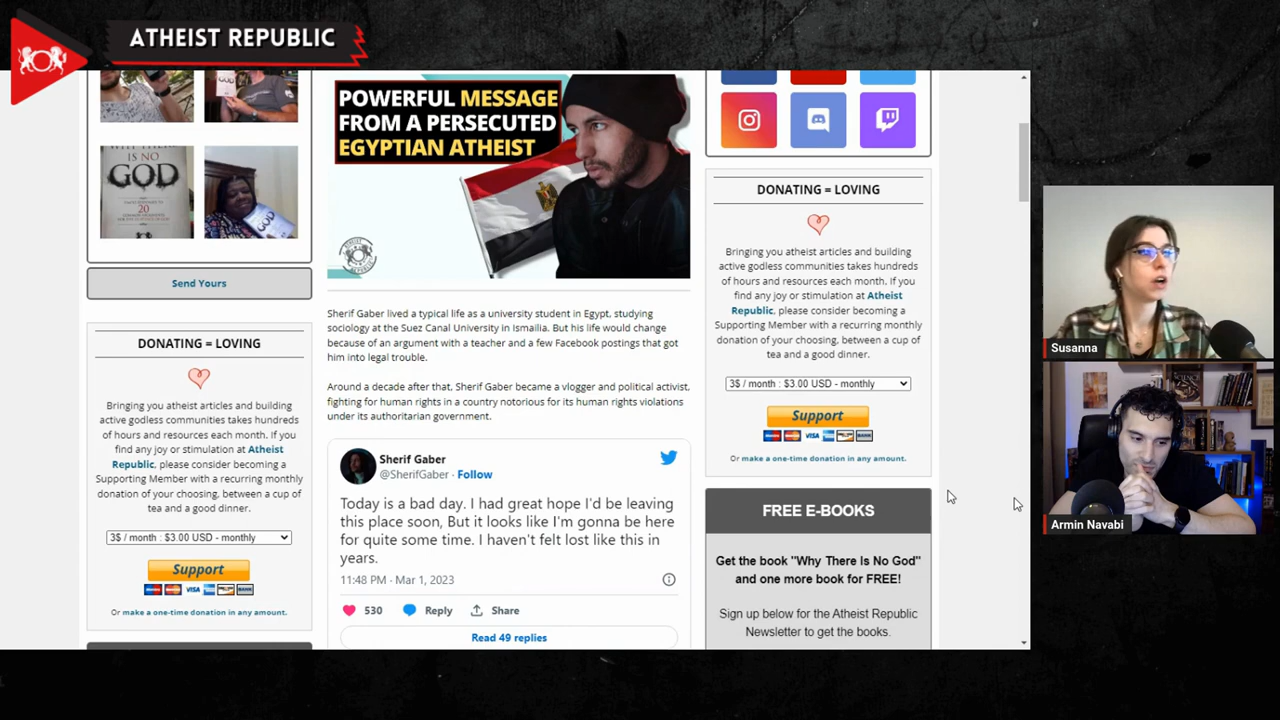 ATHEIST REPUBLIC
GOD
NO
GOD
20
GOD
Send Yours
DONATING = LOVING
Bringing you atheist articles and building
active godless communities takes hundreds
of hours and resources each month. If you
find any joy or stimulation at Atheist
Republic, please consider becoming a
Supporting Member with a recurring monthly
donation of your choosing, between a cup of
tea and a good dinner.
3$ / month : $3.00 USD - monthly
Support
VISA
Or make a one-time donation in any amount.
POWERFUL MESSAGE
FROM A PERSECUTED
EGYPTIAN ATHEIST
Sherif Gaber lived a typical life as a university student in Egypt, studying
sociology at the Suez Canal University in Ismailia. But his life would change
because of an argument with a teacher and a few Facebook postings that got
him into legal trouble.
Around a decade after that, Sherif Gaber became a vlogger and political activist,
fighting for human rights in a country notorious for its human rights violations
under its authoritarian government.
Sherif Gaber
@SherifGaber · Follow
Today is a bad day. I had great hope I'd be leaving
this place soon, But it looks like I'm gonna be here
for quite some time. I haven't felt lost like this in
years.
11:48 PM · Mar 1, 2023
530 Reply Share
Read 49 replies
DONATING = LOVING
Bringing you atheist articles and building
active godless communities takes hundreds
of hours and resources each month. If you
find any joy or stimulation at Atheist
Republic, please consider becoming a
Supporting Member with a recurring monthly
donation of your choosing, between a cup of
tea and a good dinner.
3$ / month : $3.00 USD - monthly
Support
VISA
Or make a one-time donation in any amount.
FREE E-BOOKS
Get the book "Why There Is No God"
and one more book for FREE!
Sign up below for the Atheist Republic
Newsletter to get the books.
Susanna
Armin Navabi